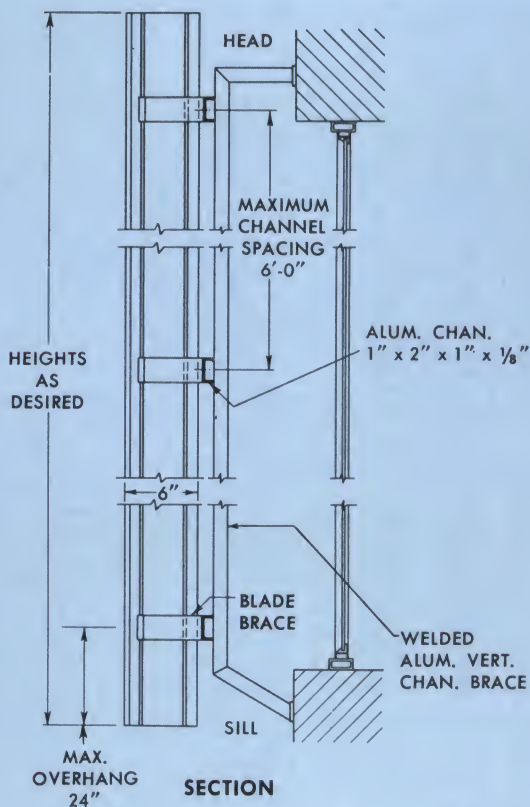 HEAD
MAXIMUM
CHANNEL
SPACING
6'-0"
ALUM. CHAN.
1" x 2" x 1" x 1/8"
HEIGHTS
AS
DESIRED
6"
BLADE
BRACE
WELDED
ALUM. VERT.
CHAN. BRACE
SILL
MAX.
OVERHANG
24"
SECTION